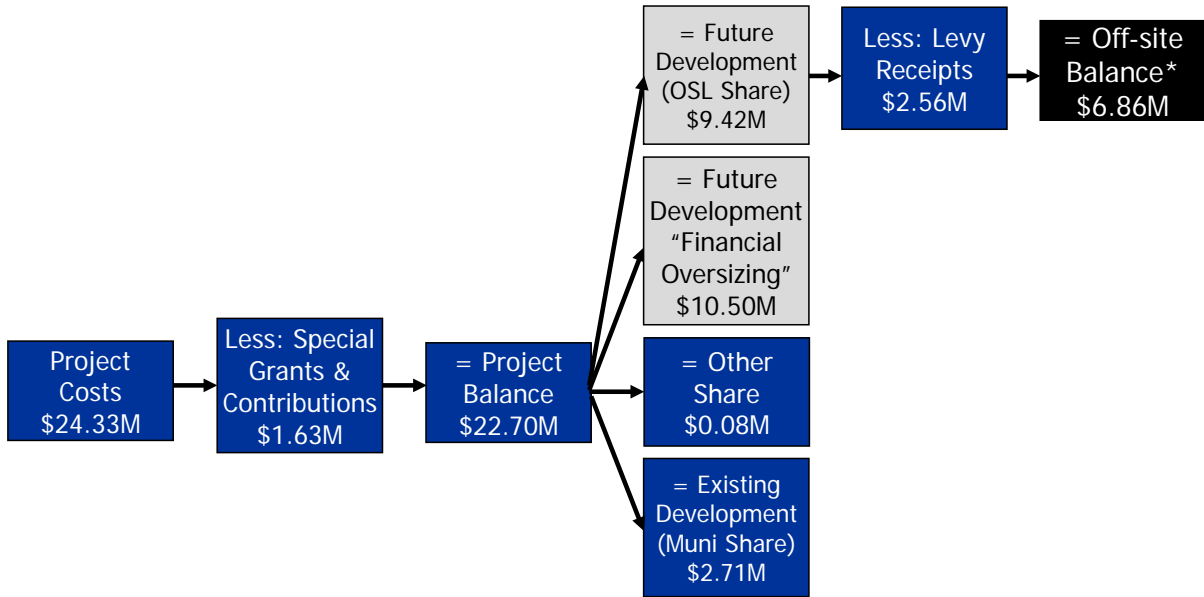 Project
Costs
$24.33M
Less: Special
Grants &
Contributions
$1.63M
= Project
Balance
$22.70M
= Future
Development
(OSL Share)
$9.42M
Less: Levy
Receipts
$2.56M
= Off-site
Balance*
$6.86M
= Future
Development
“Financial
Oversizing”
$10.50M
= Other
Share
$0.08M
= Existing
Development
(Muni Share)
$2.71M